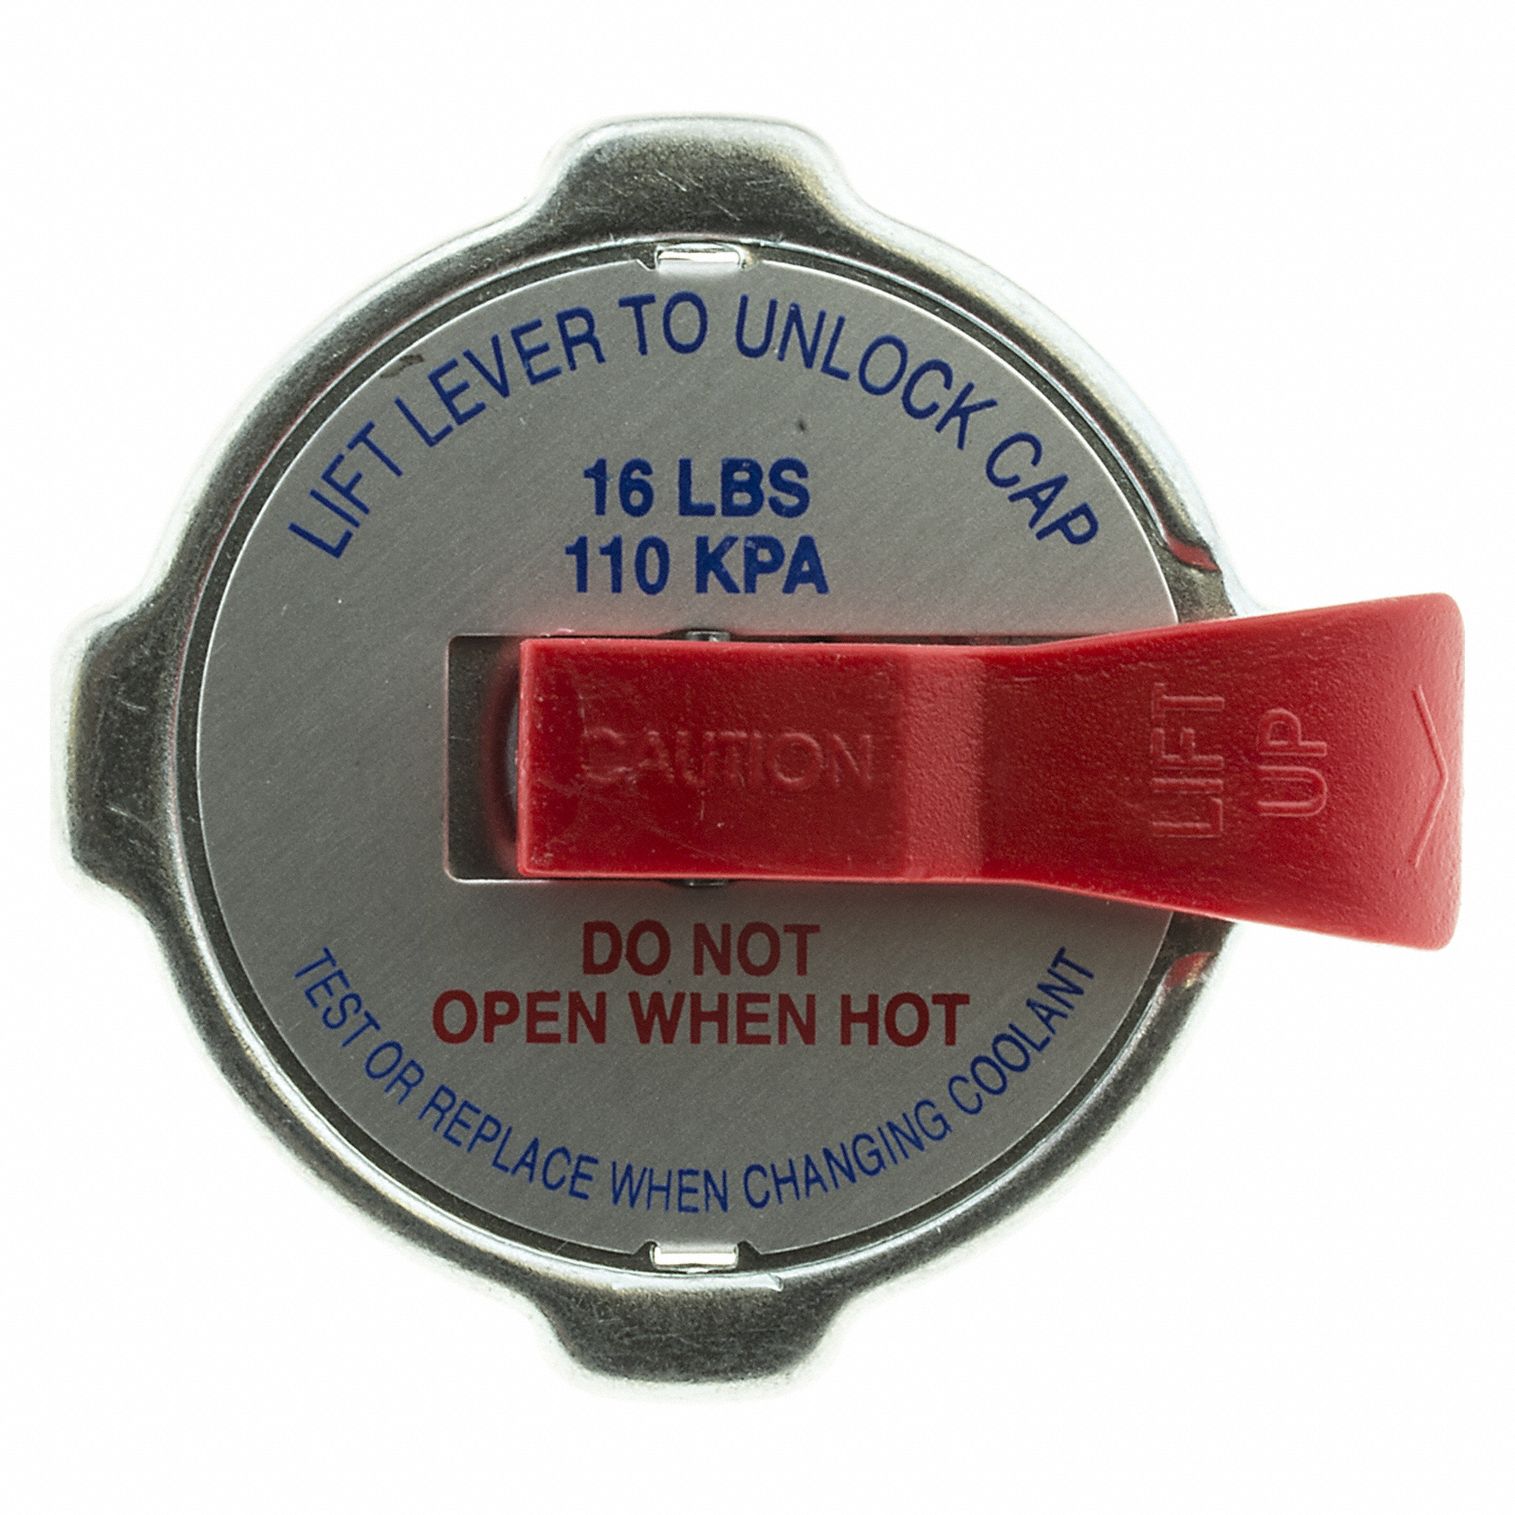 LIFT LEVER TO UNLOCK CAP
16 LBS
110 KPA
CAUTION
LIFT
UP
DO NOT
OPEN WHEN HOT
TEST OR REPLACE WHEN CHANGING COOLANT